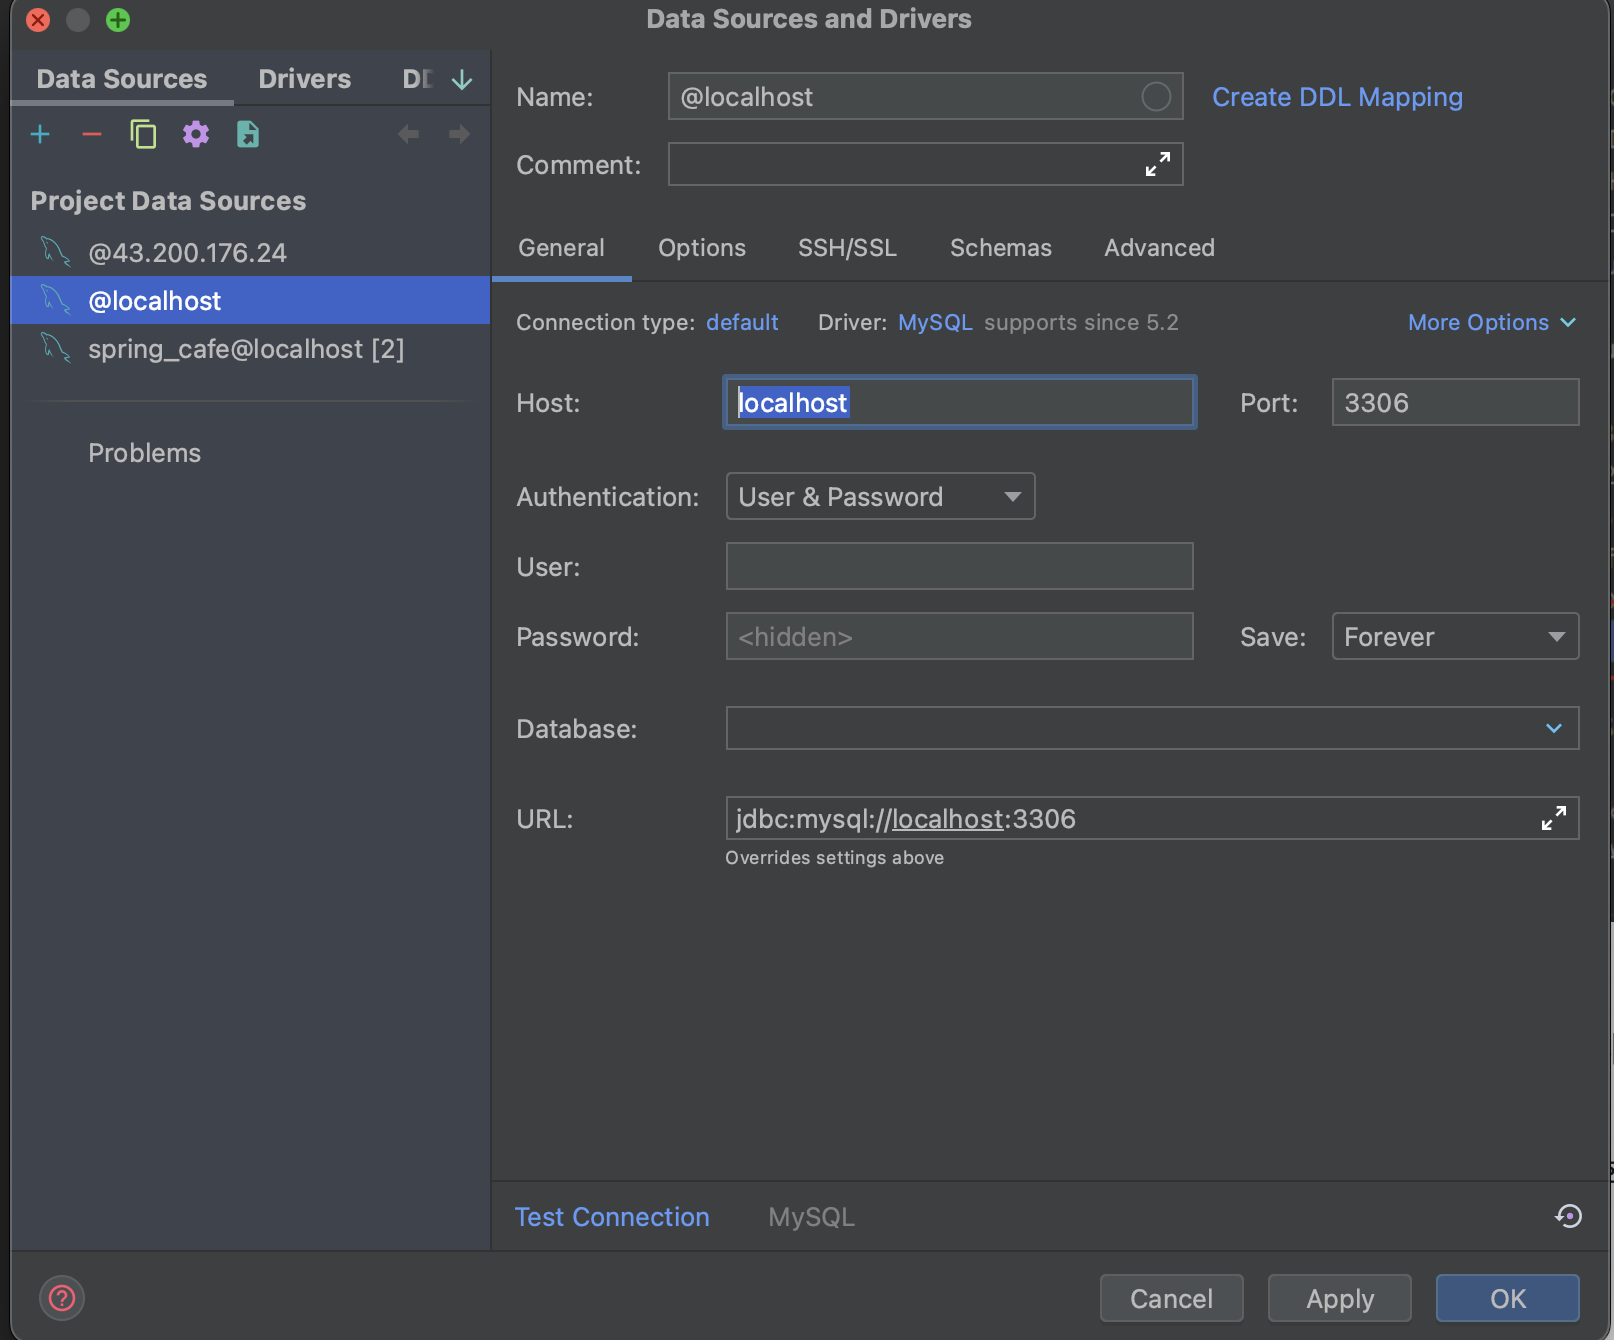 Data Sources and Drivers
Data Sources Drivers
Project Data Sources
@43.200.176.24
@localhost
spring_cafe@localhost [2]
Problems
Name: @localhost Create DDL Mapping
Comment:
General Options SSH/SSL Schemas Advanced
Connection type: default Driver: MySQL supports since 5.2 More Options
Host: localhost Port: 3306
Authentication: User & Password
User:
Password: <hidden> Save: Forever
Database:
URL: jdbc:mysql://localhost:3306
Overrides settings above
Test Connection MySQL
? Cancel Apply OK